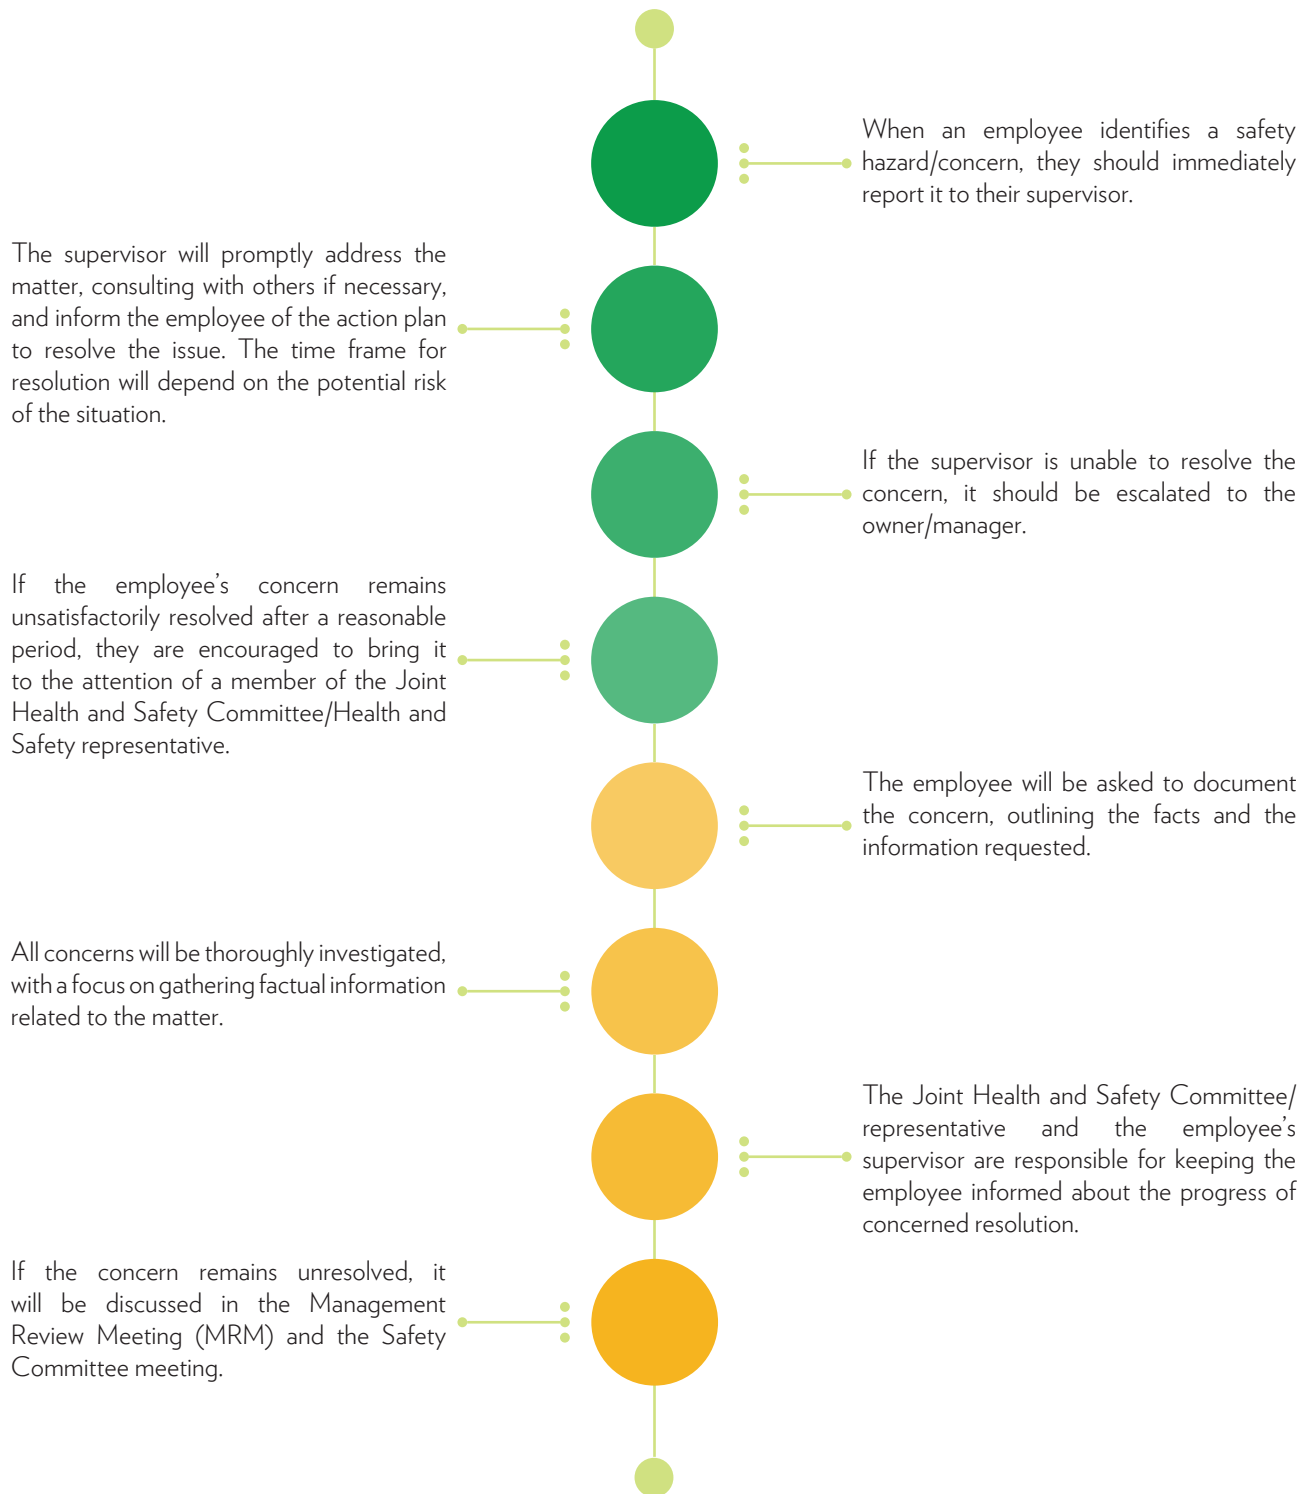 When an employee identifies a safety
hazard/concern, they should immediately
report it to their supervisor.
The supervisor will promptly address the
matter, consulting with others if necessary,
and inform the employee of the action plan
to resolve the issue. The time frame for
resolution will depend on the potential risk
of the situation.
If the supervisor is unable to resolve the
concern, it should be escalated to the
owner/manager.
If the employee’s concern remains
unsatisfactorily resolved after a reasonable
period, they are encouraged to bring it
to the attention of a member of the Joint
Health and Safety Committee/Health and
Safety representative.
The employee will be asked to document
the concern, outlining the facts and the
information requested.
All concerns will be thoroughly investigated,
with a focus on gathering factual information
related to the matter.
The Joint Health and Safety Committee/
representative and the employee’s
supervisor are responsible for keeping the
employee informed about the progress of
concerned resolution.
If the concern remains unresolved, it
will be discussed in the Management
Review Meeting (MRM) and the Safety
Committee meeting.